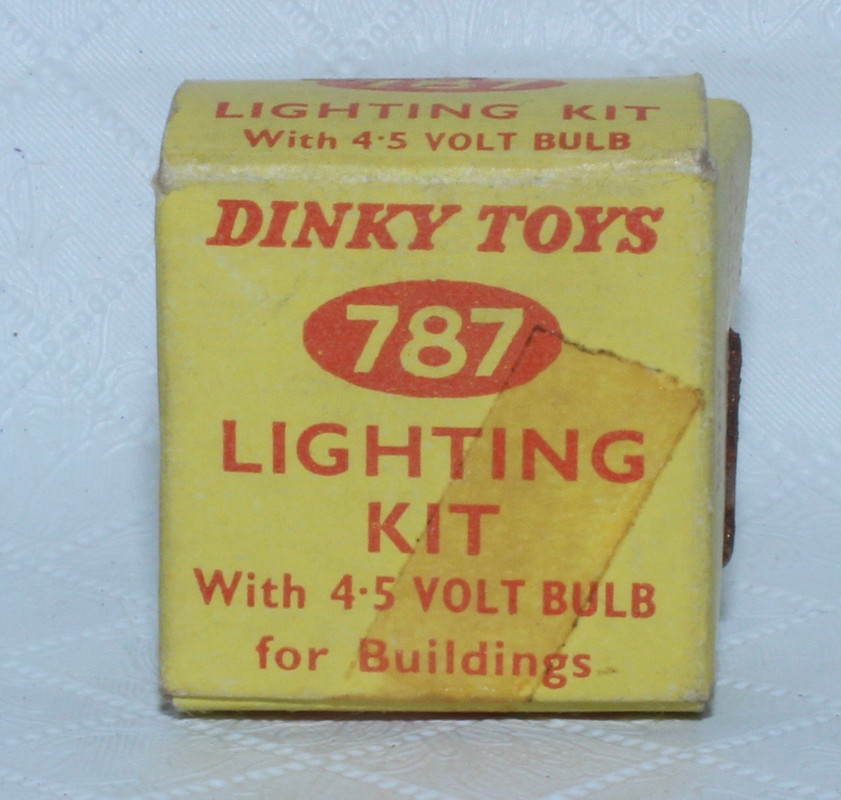 787
LIGHTING KIT
With 4·5 VOLT BULB
DINKY TOYS
787
LIGHTING
KIT
With 4·5 VOLT BULB
for Buildings